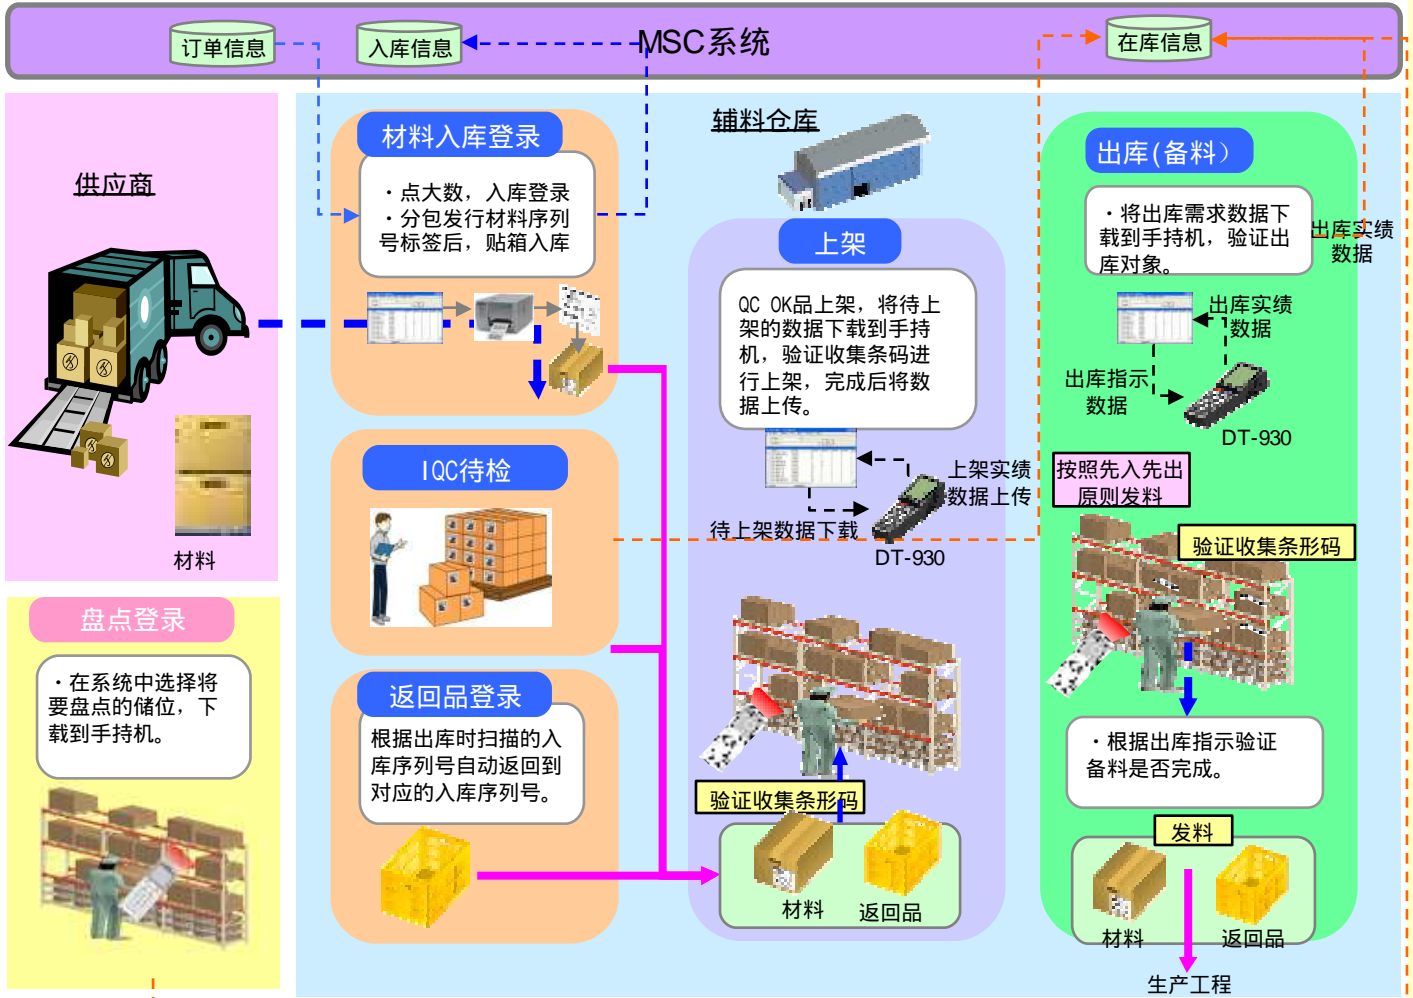 MSC系统
订单信息
入库信息
在库信息
供应商
材料
盘点登录
・在系统中选择将
要盘点的储位，下
载到手持机。
材料入库登录
・点大数，入库登录
・分包发行材料序列
号标签后，贴箱入库
IQC待检
返回品登录
根据出库时扫描的入
库序列号自动返回到
对应的入库序列号。
辅料仓库
上架
QC OK品上架，将待上
架的数据下载到手持
机，验证收集条码进
行上架，完成后将数
据上传。
上架实绩
数据上传
待上架数据下载
DT-930
验证收集条形码
材料
返回品
出库(备料）
・将出库需求数据下
载到手持机，验证出
库对象。
出库实绩
数据
出库实绩
数据
出库指示
数据
DT-930
按照先入先出
原则发料
验证收集条形码
・根据出库指示验证
备料是否完成。
发料
材料
返回品
生产工程